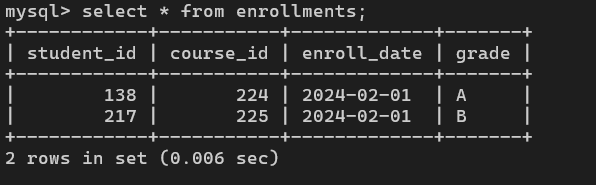 mysql> select * from enrollments;
+------------+-----------+-------------+-------+
| student_id | course_id | enroll_date | grade |
+------------+-----------+-------------+-------+
|        138 |       224 | 2024-02-01  | A     |
|        217 |       225 | 2024-02-01  | B     |
+------------+-----------+-------------+-------+
2 rows in set (0.006 sec)